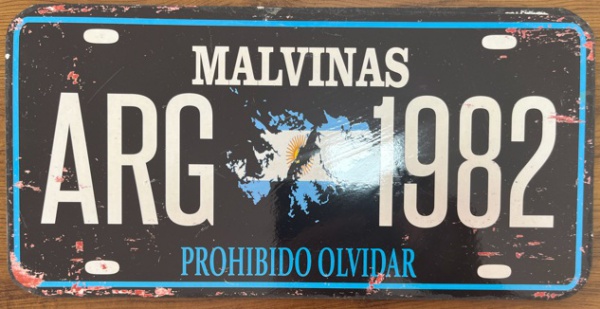 MALVINAS
ARG 1982
PROHIBIDO OLVIDAR